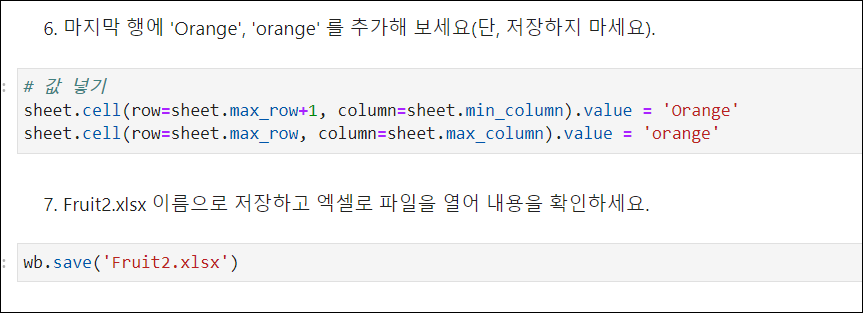 6. 마지막 행에 'Orange', 'orange' 를 추가해 보세요(단, 저장하지 마세요).
:
# 값 넣기
sheet.cell(row=sheet.max_row+1, column=sheet.min_column).value = 'Orange'
sheet.cell(row=sheet.max_row, column=sheet.max_column).value = 'orange'
7. Fruit2.xlsx 이름으로 저장하고 엑셀로 파일을 열어 내용을 확인하세요.
: wb.save('Fruit2.xlsx')